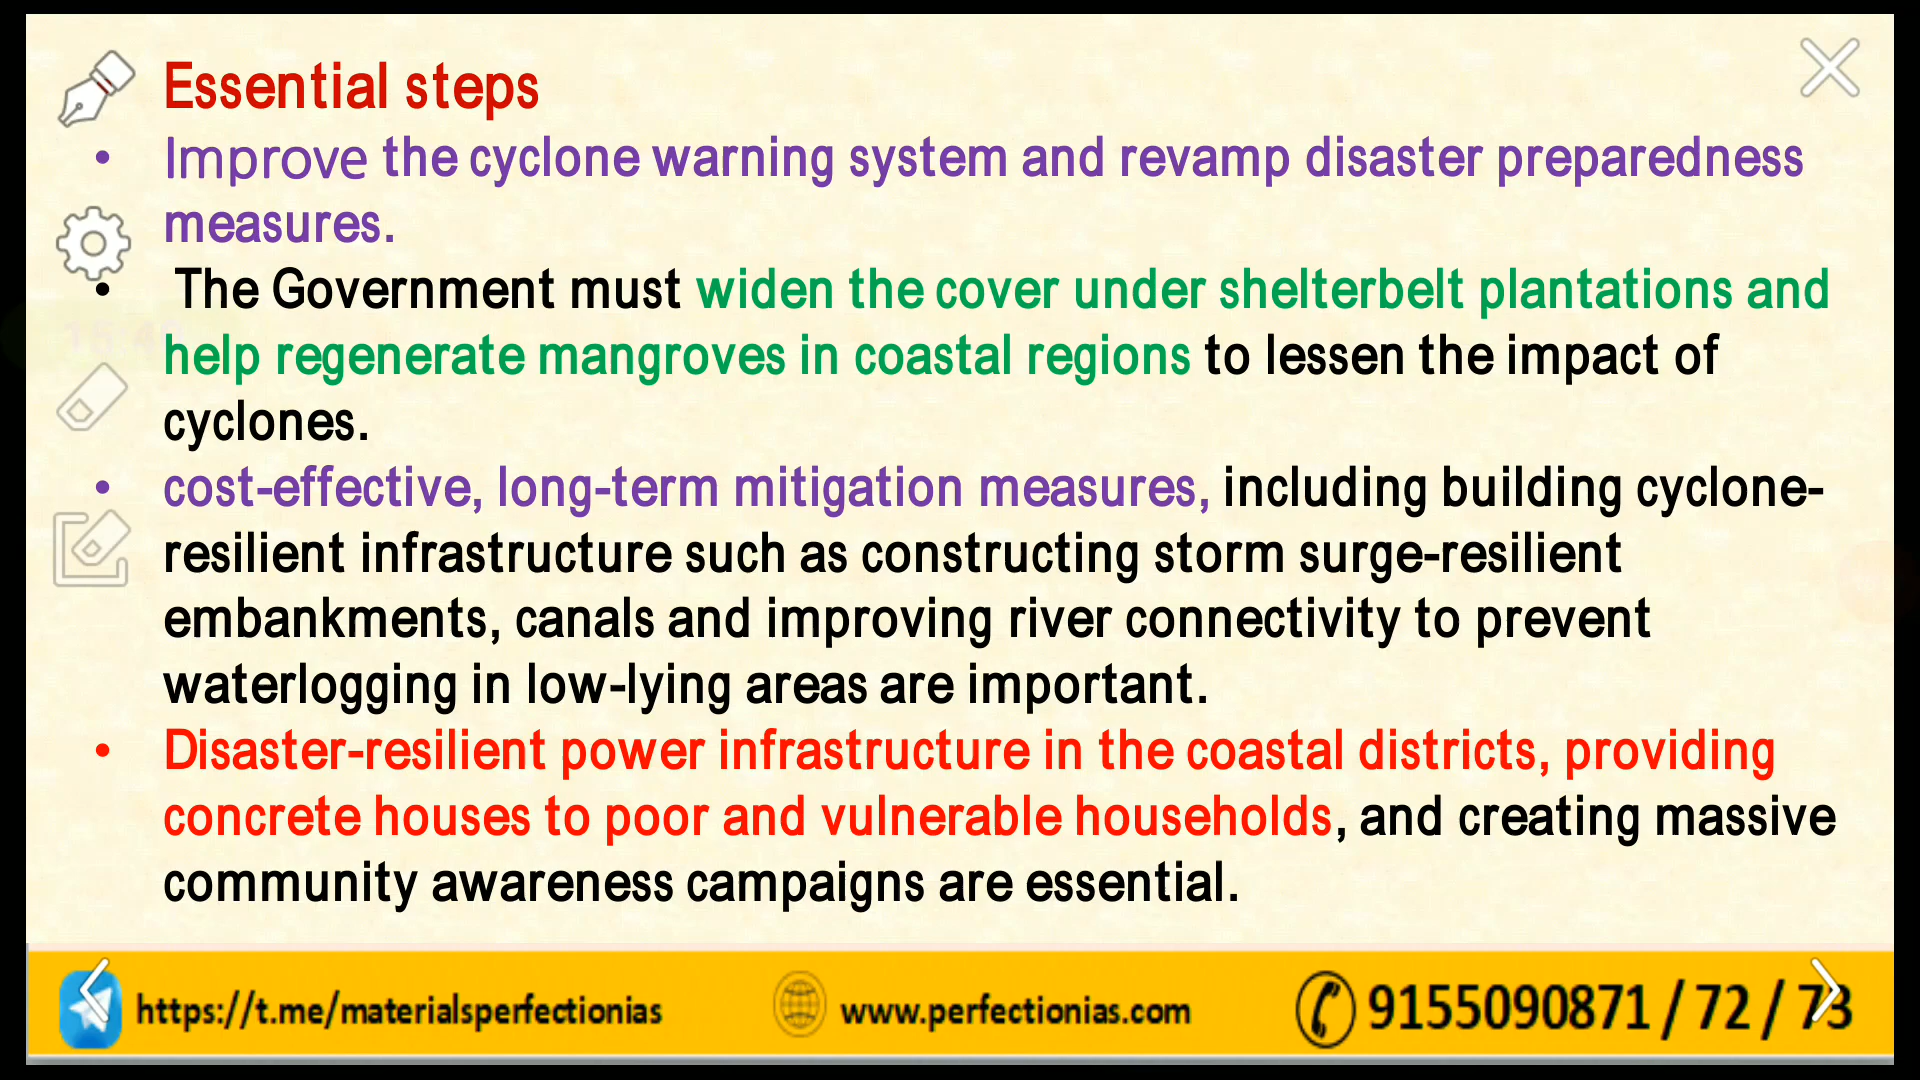 Essential steps
• Improve the cyclone warning system and revamp disaster preparedness
measures.
• The Government must widen the cover under shelterbelt plantations and
help regenerate mangroves in coastal regions to lessen the impact of
cyclones.
• cost-effective, long-term mitigation measures, including building cyclone-
resilient infrastructure such as constructing storm surge-resilient
embankments, canals and improving river connectivity to prevent
waterlogging in low-lying areas are important.
• Disaster-resilient power infrastructure in the coastal districts, providing
concrete houses to poor and vulnerable households, and creating massive
community awareness campaigns are essential.
https://t.me/materialsperfectionias www.perfectionias.com 9155090871 / 72 / 73